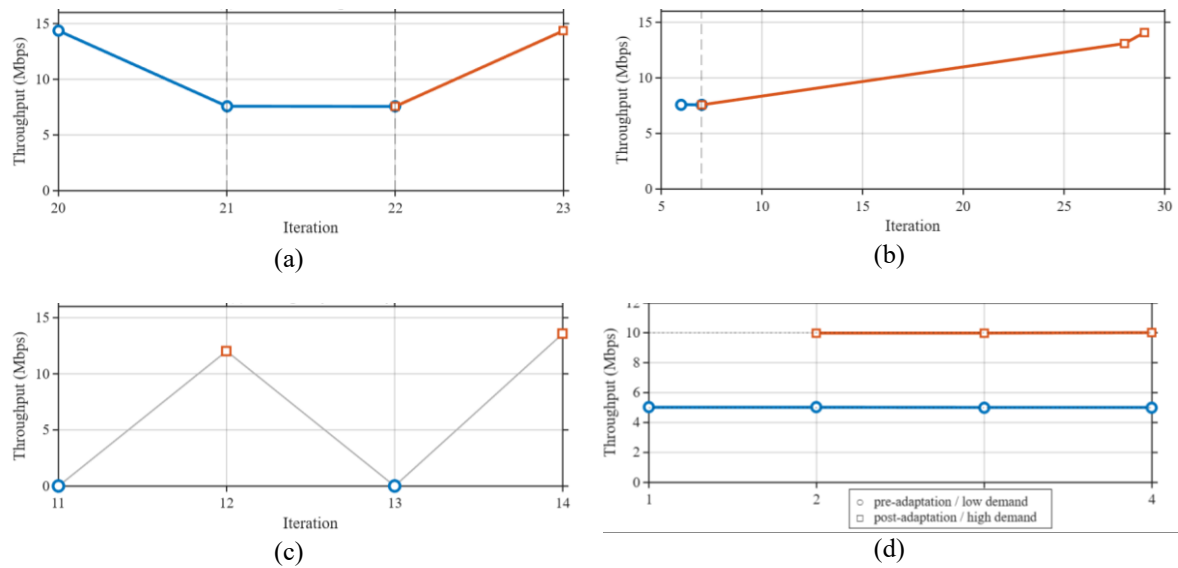 15
10
5
0
Throughput (Mbps)
20 21 22 23
Iteration
(a)
15
10
5
0
Throughput (Mbps)
5 10 15 20 25 30
Iteration
(b)
15
10
5
0
Throughput (Mbps)
11 12 13 14
Iteration
(c)
12
10
8
6
4
2
0
Throughput (Mbps)
1 2 4
pre-adaptation / low demand
post-adaptation / high demand
(d)